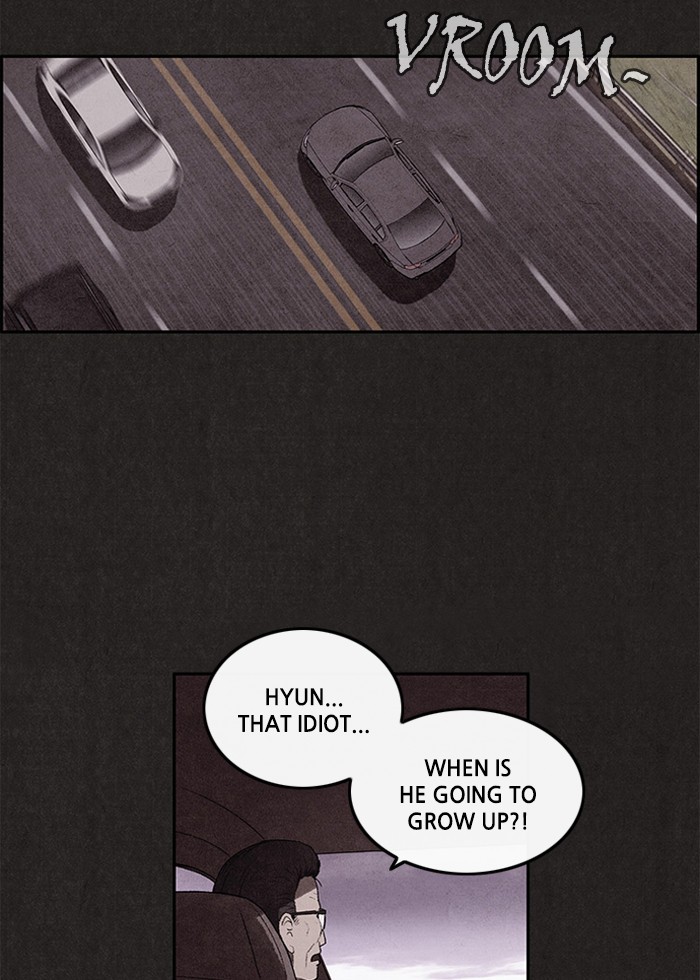 VROOM~
HYUN...
THAT IDIOT...
WHEN IS
HE GOING TO
GROW UP?!